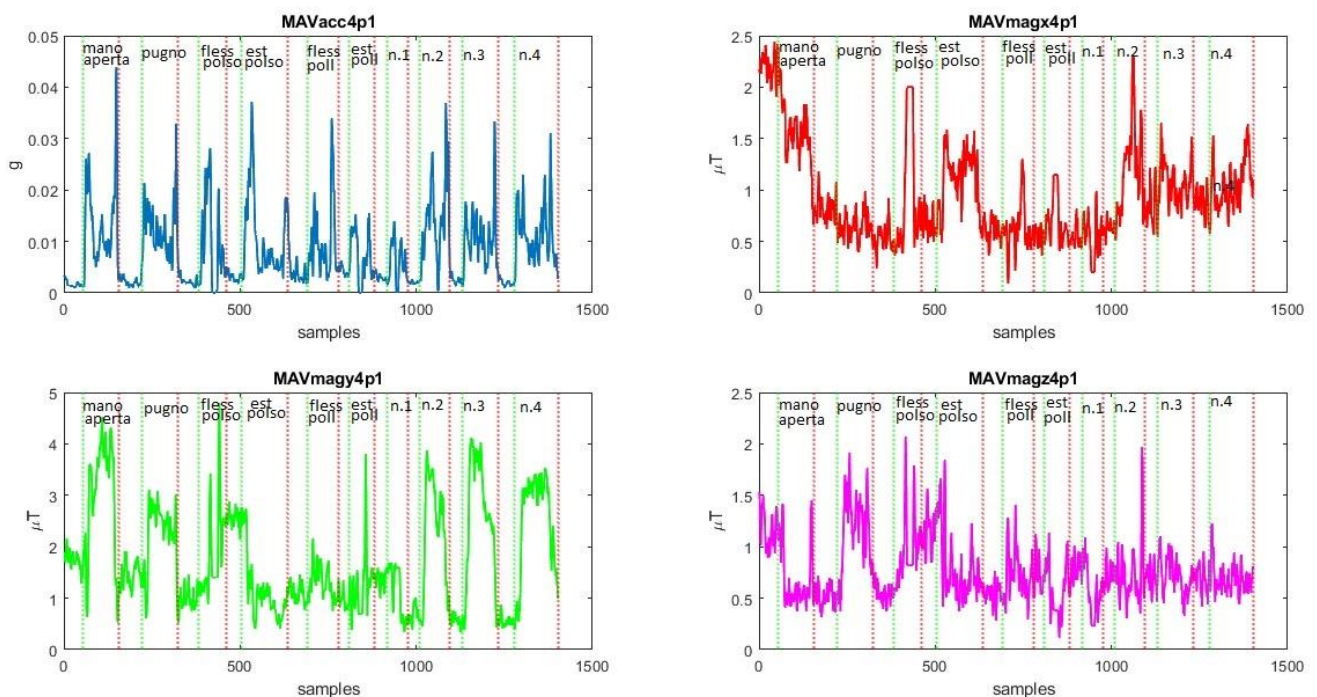 MAVacc4p1
0.05
0.04
0.03
0.02
0.01
0
g
mano
aperta
pugno
fless
polso
est
polso
fless
poll
est
poll
n.1
n.2
n.3
n.4
0
500
1000
1500
samples
MAVmagx4p1
2.5
2
1.5
1
0.5
0
μT
mano
aperta
pugno
fless
polso
est
polso
fless
poll
est
poll
n.1
n.2
n.3
n.4
n.4
0
500
1000
1500
samples
MAVmagy4p1
5
4
3
2
1
0
μT
mano
aperta
pugno
fless
polso
est
polso
fless
poll
est
poll
n.1
n.2
n.3
n.4
0
500
1000
1500
samples
MAVmagz4p1
2.5
2
1.5
1
0.5
0
μT
mano
aperta
pugno
fless
polso
est
polso
fless
poll
est
poll
n.1
n.2
n.3
n.4
0
500
1000
1500
samples